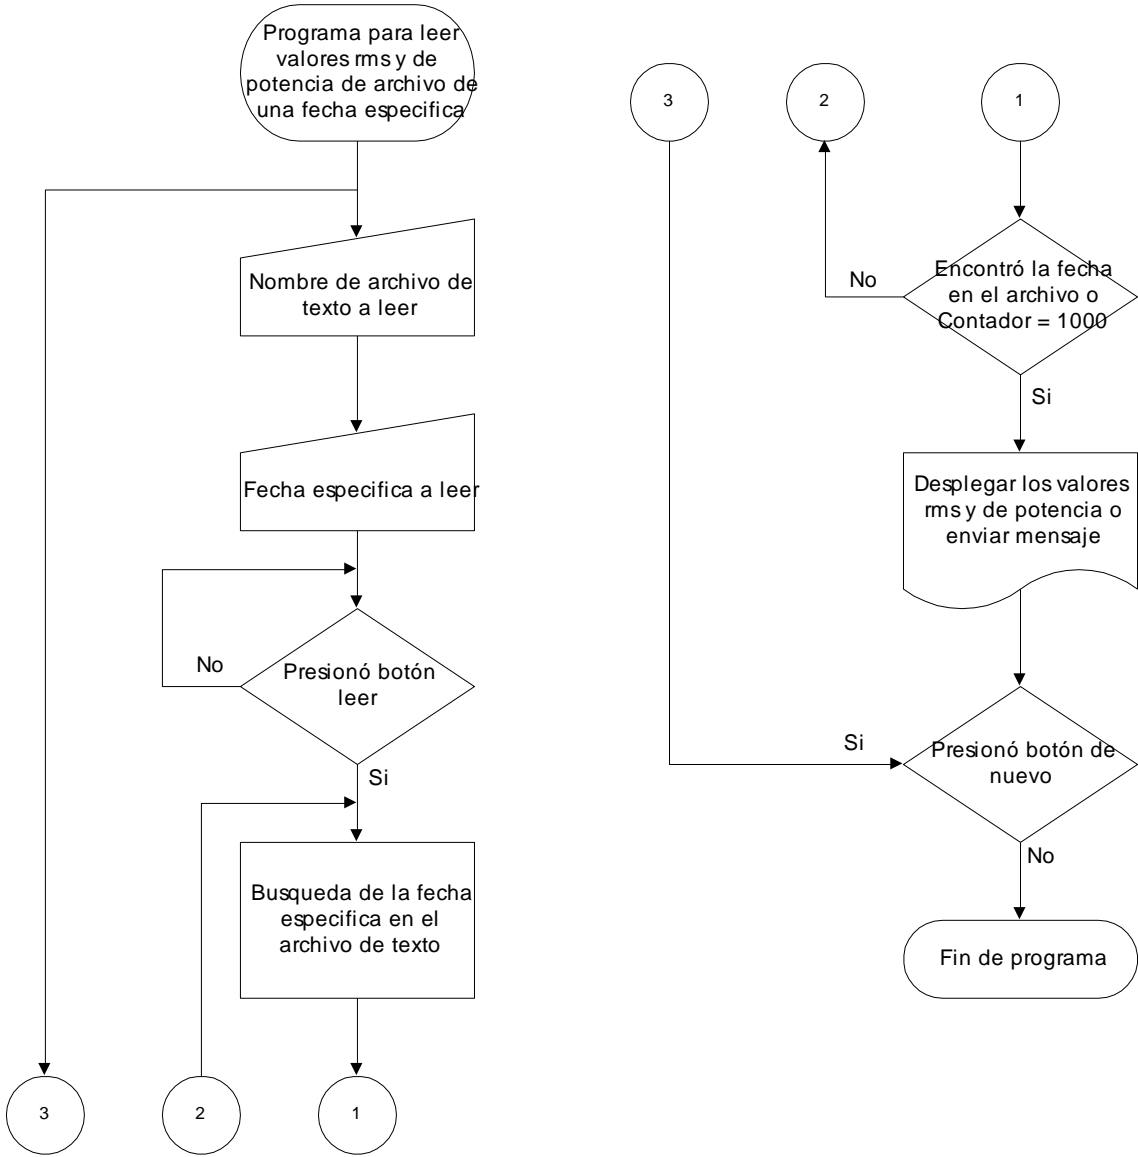 Programa para leer
valores rms y de
potencia de archivo de
una fecha especifica
Nombre de archivo de
texto a leer
Fecha especifica a leer
No
Presionó botón
leer
Si
Busqueda de la fecha
especifica en el
archivo de texto
3
2
1
3
2
1
No
Encontró la fecha
en el archivo o
Contador = 1000
Si
Desplegar los valores
rms y de potencia o
enviar mensaje
Si
Presionó botón de
nuevo
No
Fin de programa